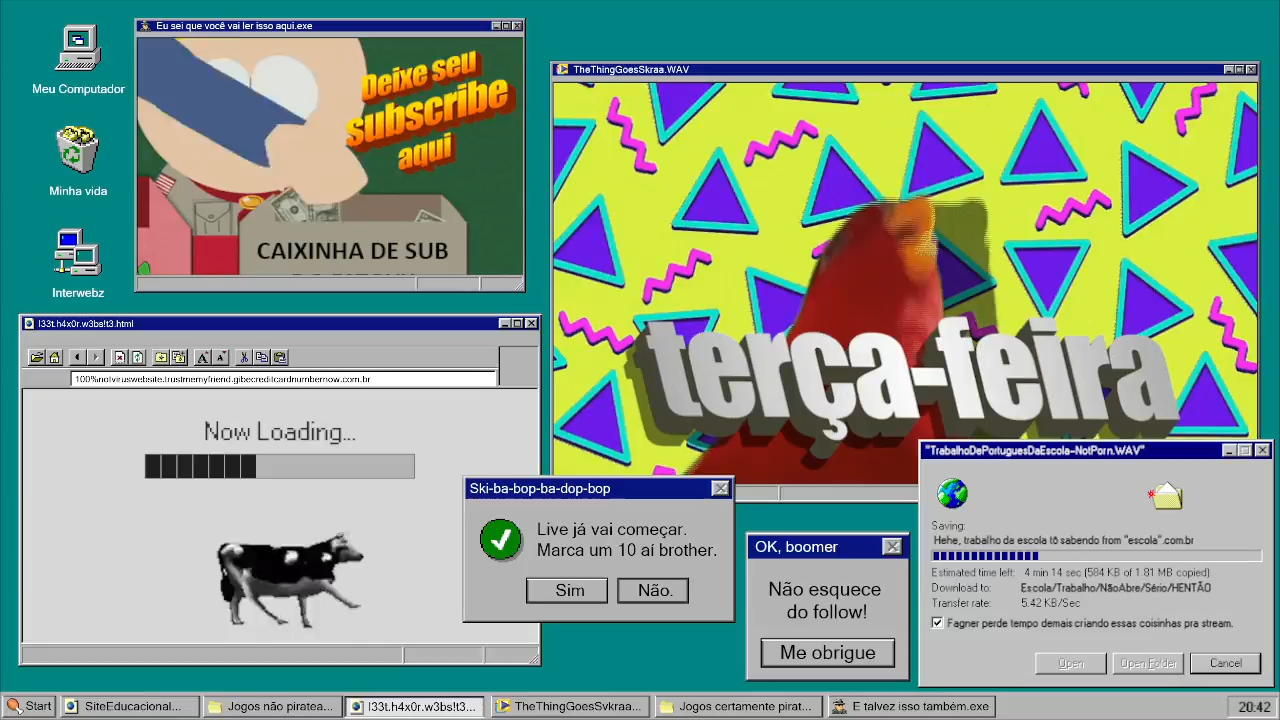 Meu Computador
Minha vida
Interwebz
Eu sei que você vai ler isso aqui.exe
Deixe seu
subscribe
aqui
CAIXINHA DE SUB
TheThingGoesSkraa.WAV
terça-feira
l33t.h4x0r.w3bs!t3.html
100%notviruswebsite.trustmemyfriend.gibecreditcardnumbernow.com.br
Now Loading...
Ski-ba-bop-ba-dop-bop
Live já vai começar.
Marca um 10 aí brother.
Sim
Não.
OK, boomer
Não esquece
do follow!
Me obrigue
"TrabalhoDePortuguesDaEscola-NotPorn.WAV"
Saving:
Hehe, trabalho da escola tô sabendo from "escola".com.br
Estimated time left: 4 min 14 sec (584 KB of 1.81 MB copied)
Download to: Escola/Trabalho/NãoAbre/Sério/HENTÃO
Transfer rate: 5.42 KB/Sec
Fagner perde tempo demais criando essas coisinhas pra stream.
Open
Open Folder
Cancel
Start
SiteEducacional...
Jogos não piratea...
l33t.h4x0r.w3bs!t3...
TheThingGoesSvkraa...
Jogos certamente pirat...
E talvez isso também.exe
20:42